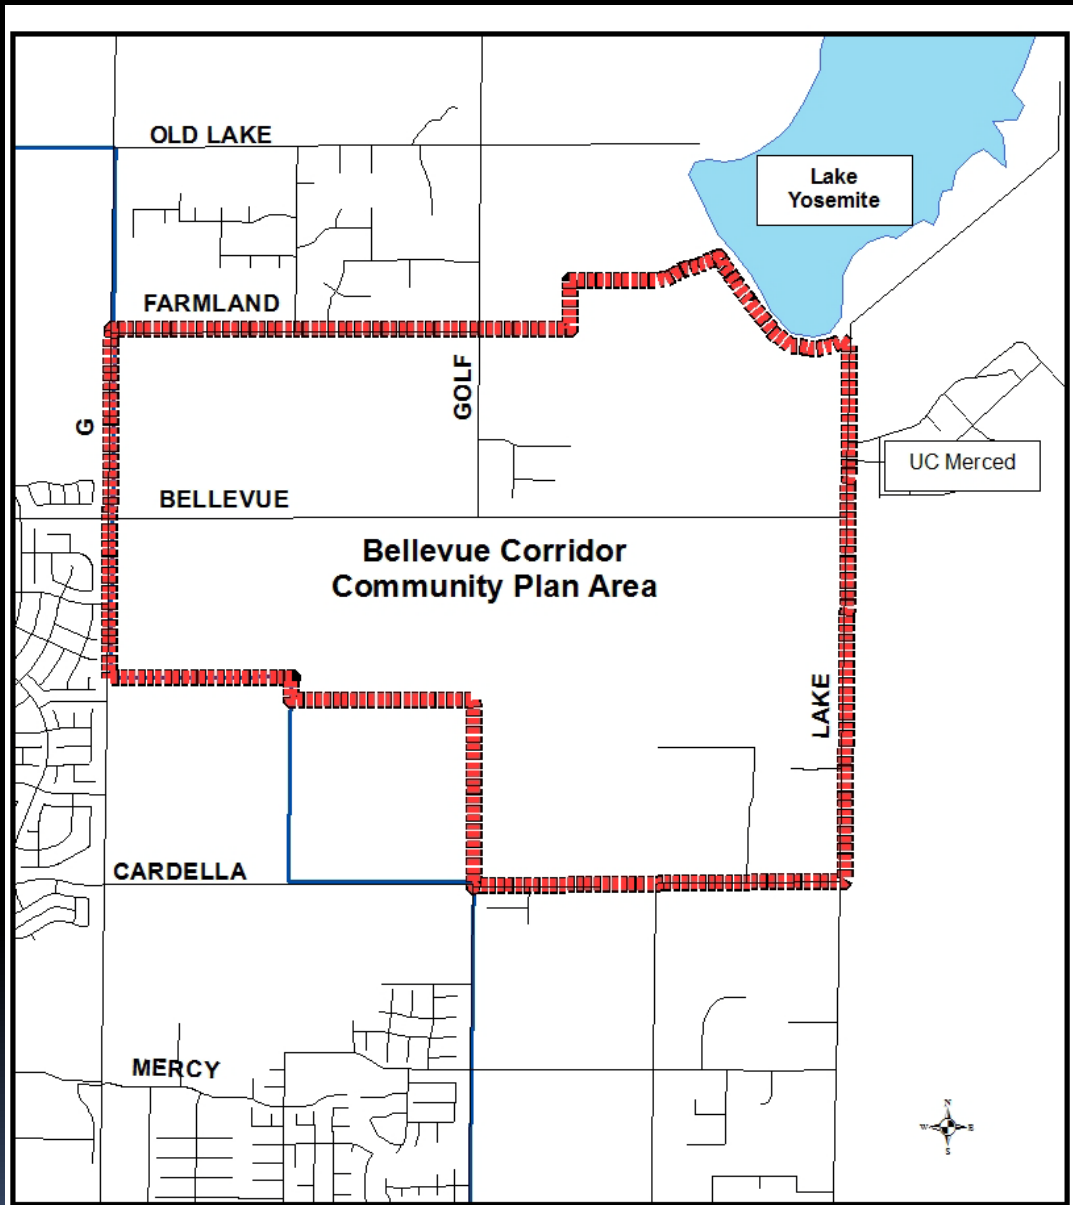 OLD LAKE
Lake
Yosemite
FARMLAND
GOLF
G
UC Merced
BELLEVUE
Bellevue Corridor
Community Plan Area
LAKE
CARDELLA
MERCY
N
W E
S